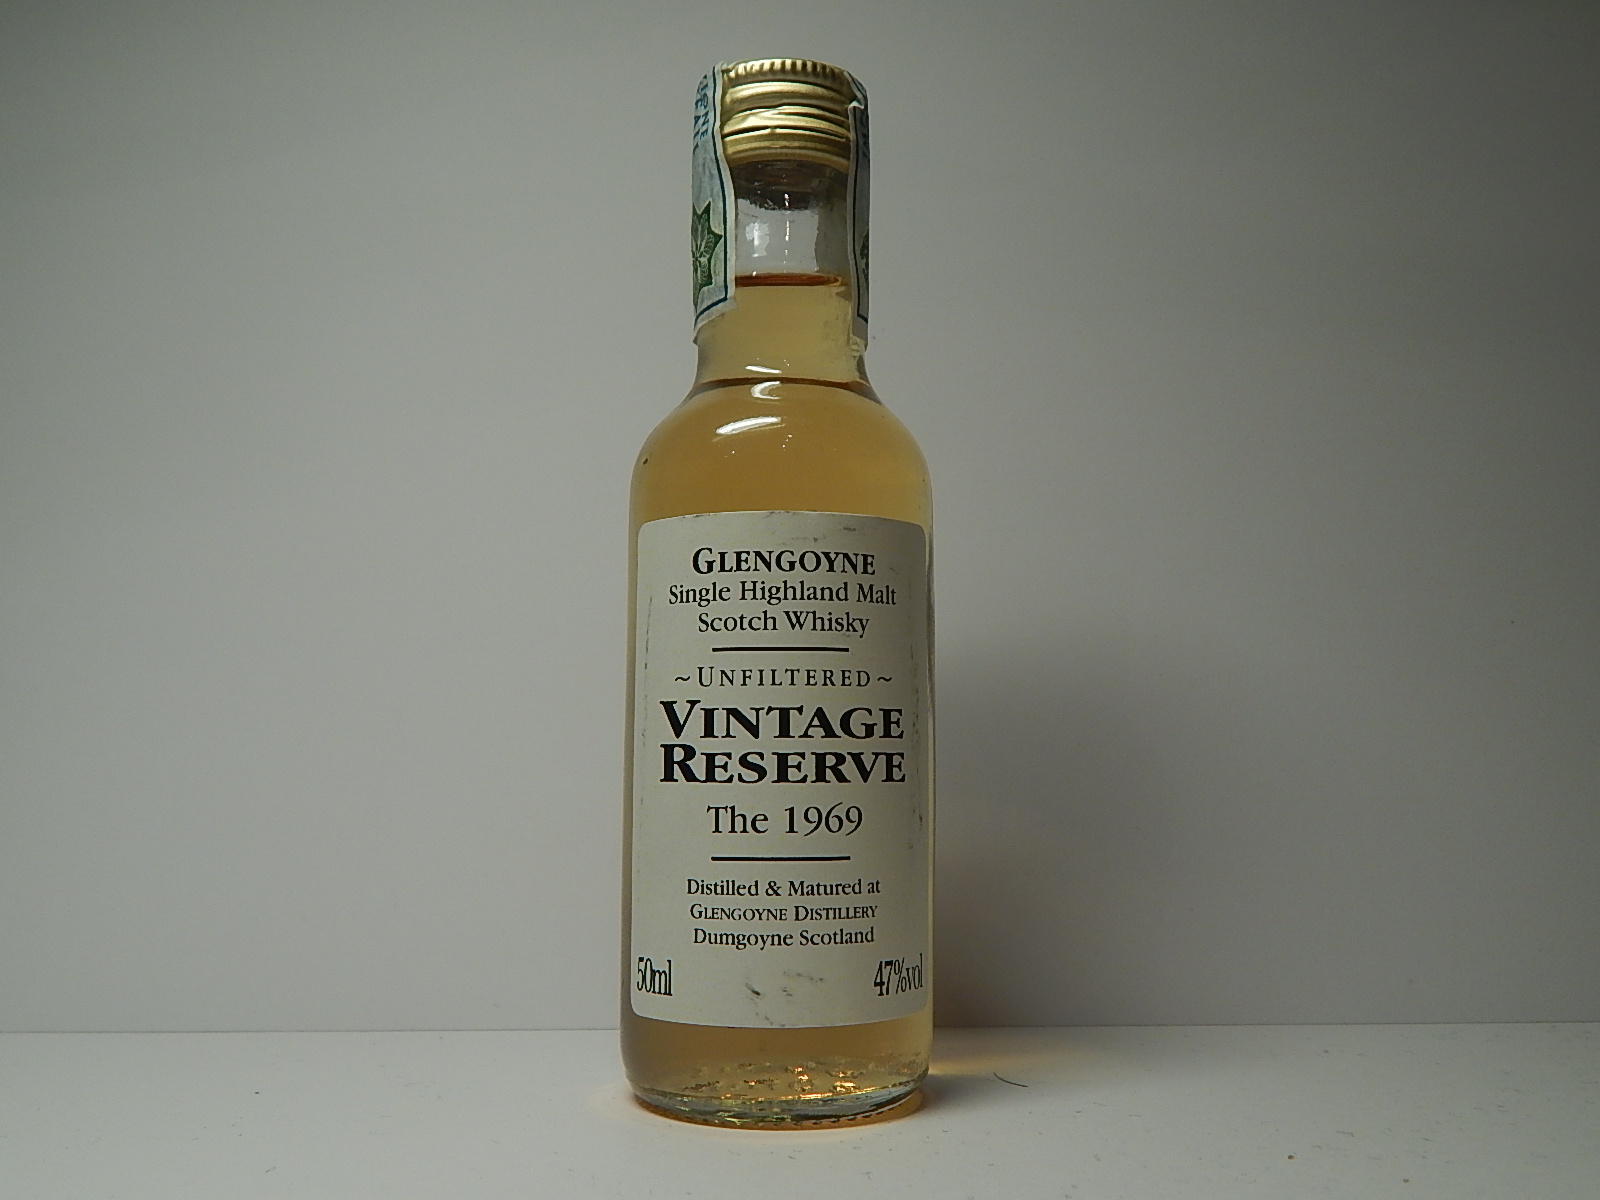 GLENGOYNE
Single Highland Malt
Scotch Whisky
~UNFILTERED~
VINTAGE
RESERVE
The 1969
Distilled & Matured at
GLENGOYNE DISTILLERY
Dumgoyne Scotland
50ml 47%vol